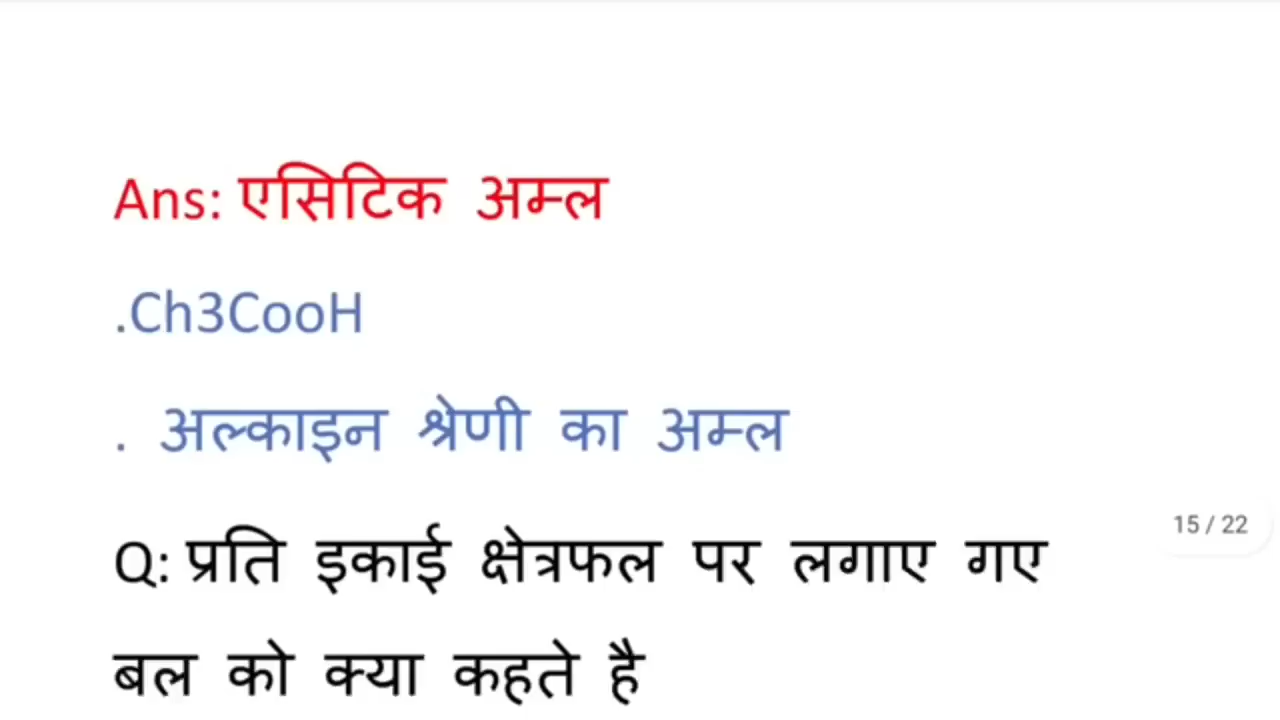 Ans: एसिटिक अम्ल
.Ch3CooH
. अल्काइन श्रेणी का अम्ल
Q: प्रति इकाई क्षेत्रफल पर लगाए गए
बल को क्या कहते है
15 / 22